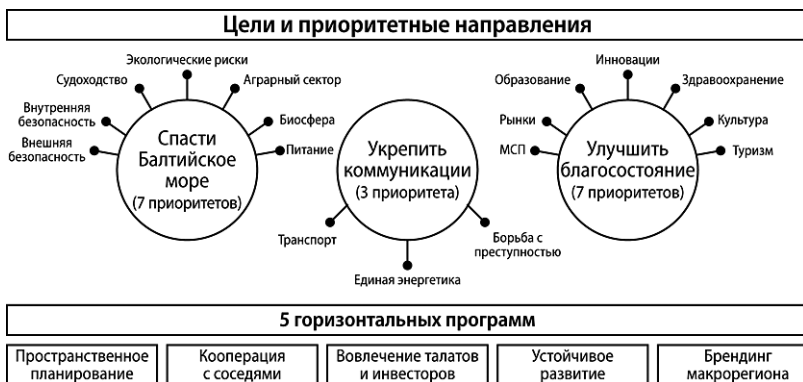 Цели и приоритетные направления
Экологические риски
Судоходство
Аграрный сектор
Внутренняя
безопасность
Биосфера
Внешняя
безопасность
Питание
Спасти
Балтийское
море
(7 приоритетов)
Укрепить
коммуникации
(3 приоритета)
Транспорт
Единая энергетика
Борьба с
преступностью
Инновации
Образование
Здравоохранение
Рынки
Культура
МСП
Туризм
Улучшить
благосостояние
(7 приоритетов)
5 горизонтальных программ
Пространственное
планирование
Кооперация
с соседями
Вовлечение талатов
и инвесторов
Устойчивое
развитие
Брендинг
макрорегиона